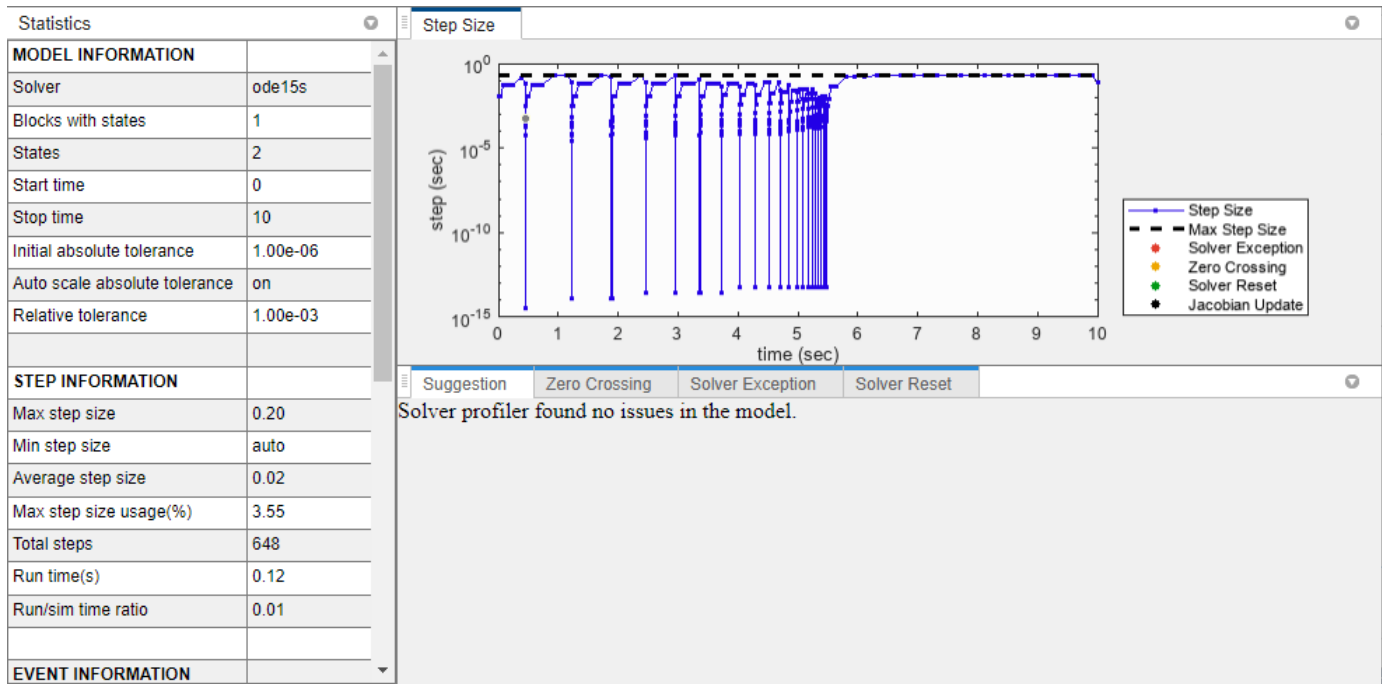 Statistics
MODEL INFORMATION
Solver ode15s
Blocks with states 1
States 2
Start time 0
Stop time 10
Initial absolute tolerance 1.00e-06
Auto scale absolute tolerance on
Relative tolerance 1.00e-03
STEP INFORMATION
Max step size 0.20
Min step size auto
Average step size 0.02
Max step size usage(%) 3.55
Total steps 648
Run time(s) 0.12
Run/sim time ratio 0.01
EVENT INFORMATION
Step Size
10^0
10^-5
10^-10
10^-15
step (sec)
0 1 2 3 4 5 6 7 8 9 10
time (sec)
Step Size
Max Step Size
Solver Exception
Zero Crossing
Solver Reset
Jacobian Update
Suggestion Zero Crossing Solver Exception Solver Reset
Solver profiler found no issues in the model.